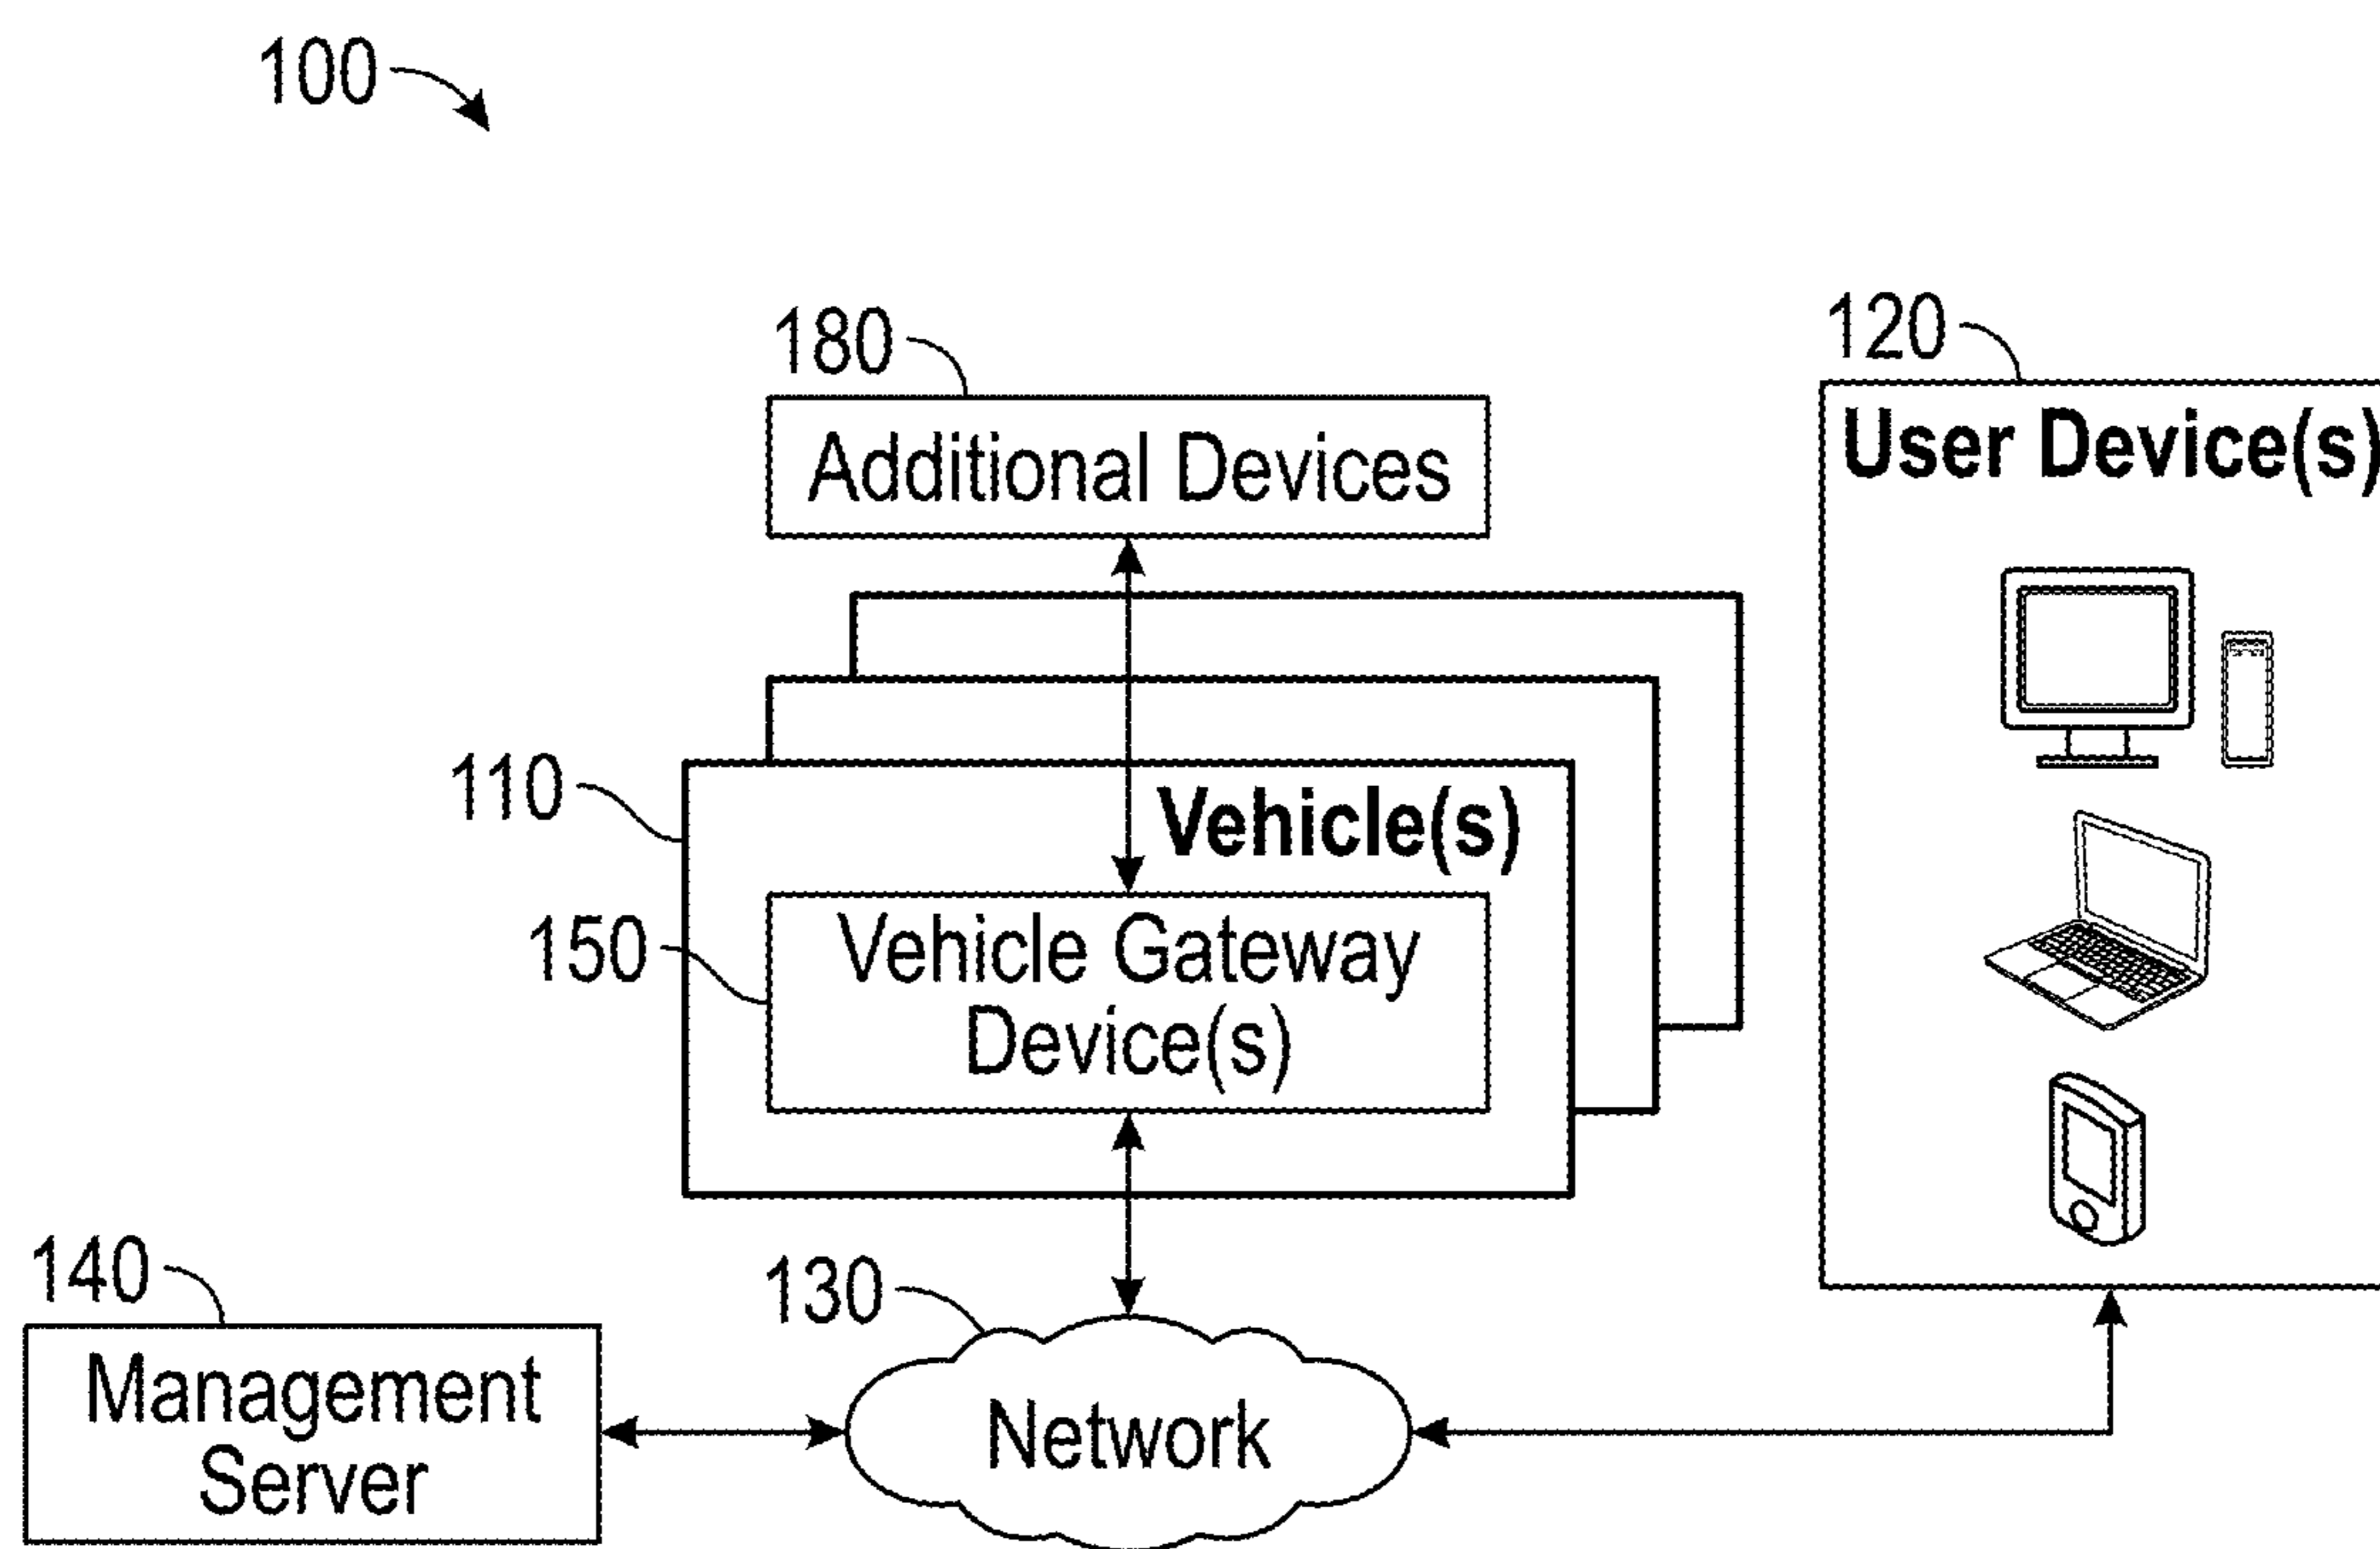 100
180
Additional Devices
120
User Device(s)
110
Vehicle(s)
150
Vehicle Gateway
Device(s)
140
Management
Server
130
Network